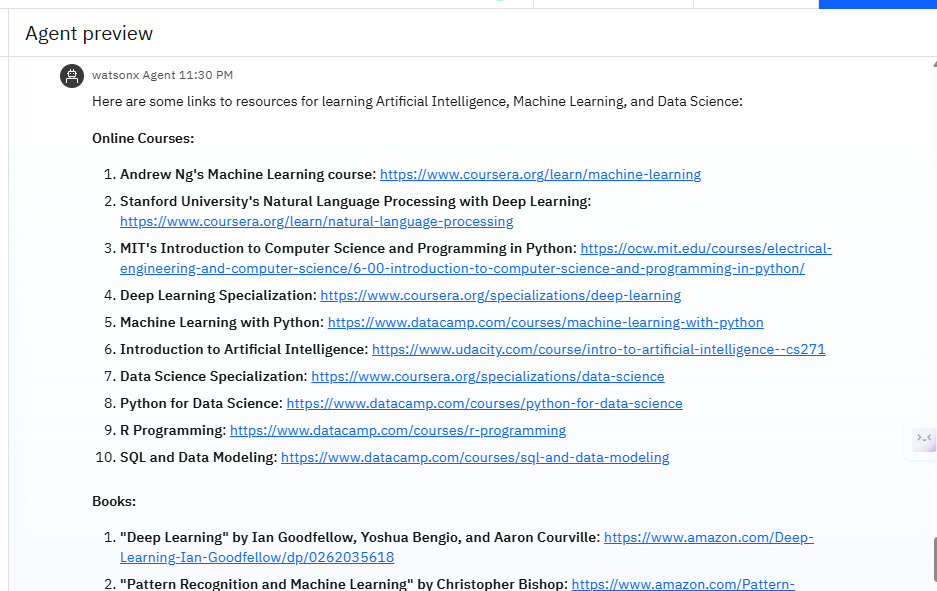 Agent preview
watsonx Agent 11:30 PM
Here are some links to resources for learning Artificial Intelligence, Machine Learning, and Data Science:
Online Courses:
1. Andrew Ng's Machine Learning course: https://www.coursera.org/learn/machine-learning
2. Stanford University's Natural Language Processing with Deep Learning:
https://www.coursera.org/learn/natural-language-processing
3. MIT's Introduction to Computer Science and Programming in Python: https://ocw.mit.edu/courses/electrical-
engineering-and-computer-science/6-00-introduction-to-computer-science-and-programming-in-python/
4. Deep Learning Specialization: https://www.coursera.org/specializations/deep-learning
5. Machine Learning with Python: https://www.datacamp.com/courses/machine-learning-with-python
6. Introduction to Artificial Intelligence: https://www.udacity.com/course/intro-to-artificial-intelligence--cs271
7. Data Science Specialization: https://www.coursera.org/specializations/data-science
8. Python for Data Science: https://www.datacamp.com/courses/python-for-data-science
9. R Programming: https://www.datacamp.com/courses/r-programming
10. SQL and Data Modeling: https://www.datacamp.com/courses/sql-and-data-modeling
Books:
1. "Deep Learning" by Ian Goodfellow, Yoshua Bengio, and Aaron Courville: https://www.amazon.com/Deep-
Learning-Ian-Goodfellow/dp/0262035618
2. "Pattern Recognition and Machine Learning" by Christopher Bishop: https://www.amazon.com/Pattern-